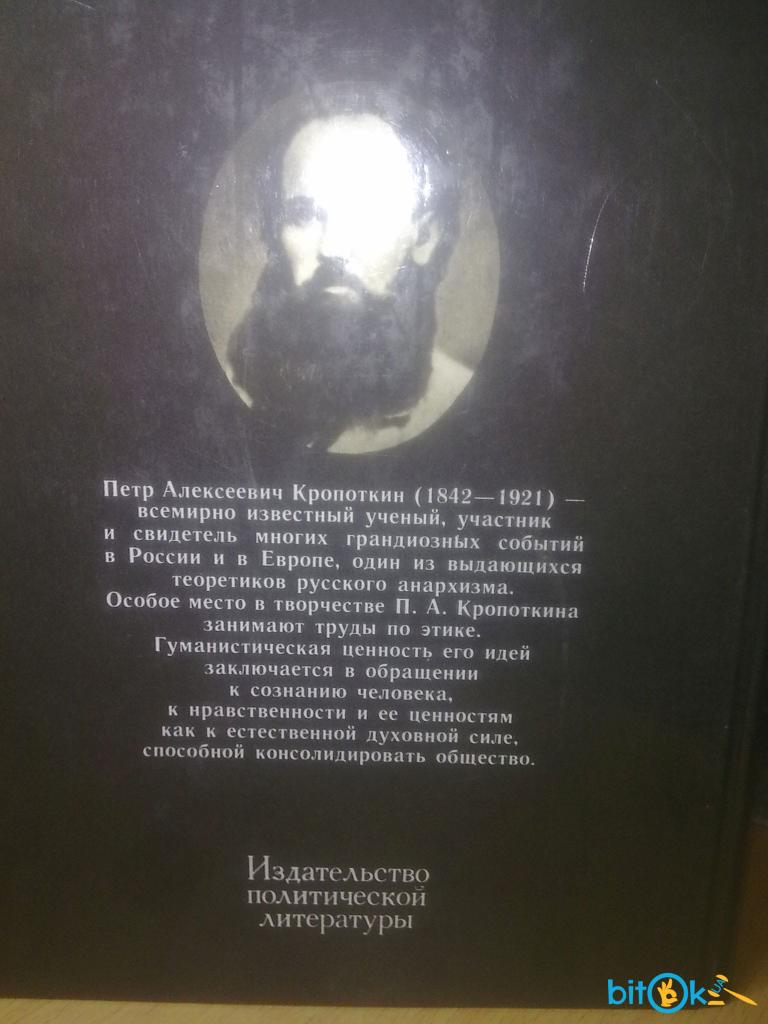 Петр Алексеевич Кропоткин (1842—1921) —
всемирно известный ученый, участник
и свидетель многих грандиозных событий
в России и в Европе, один из выдающихся
теоретиков русского анархизма.
Особое место в творчестве П. А. Кропоткина
занимают труды по этике.
Гуманистическая ценность его идей
заключается в обращении
к сознанию человека,
к нравственности и ее ценностям
как к естественной духовной силе,
способной консолидировать общество.
Издательство
политической
литературы
bitOk UA